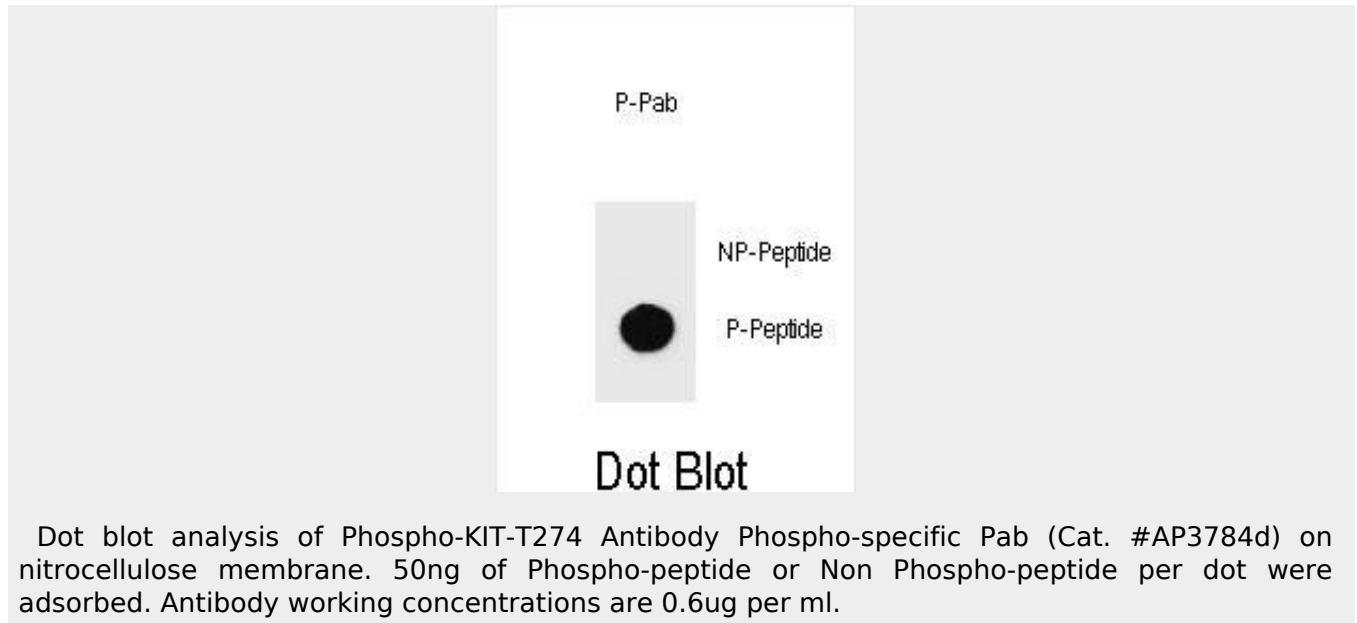 P-Pab
NP-Peptide
P-Peptide
Dot Blot
Dot blot analysis of Phospho-KIT-T274 Antibody Phospho-specific Pab (Cat. #AP3784d) on
nitrocellulose membrane. 50ng of Phospho-peptide or Non Phospho-peptide per dot were
adsorbed. Antibody working concentrations are 0.6ug per ml.